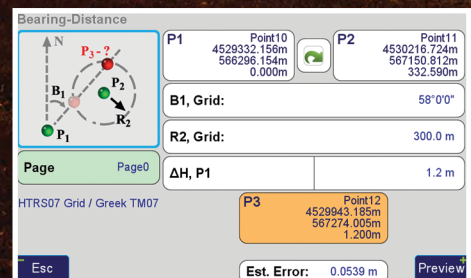 Bearing-Distance
N
P3 - ?
B1
P2
R2
P1
P1 Point10
4529332.156m
566296.154m
0.000m
P2 Point11
4530216.724m
567150.812m
332.590m
B1, Grid: 58°0'0"
R2, Grid: 300.0 m
Page Page0
ΔH, P1 1.2 m
HTRS07 Grid / Greek TM07
P3 Point12
4529943.185m
567274.005m
1.200m
Esc
Est. Error: 0.0539 m
Preview